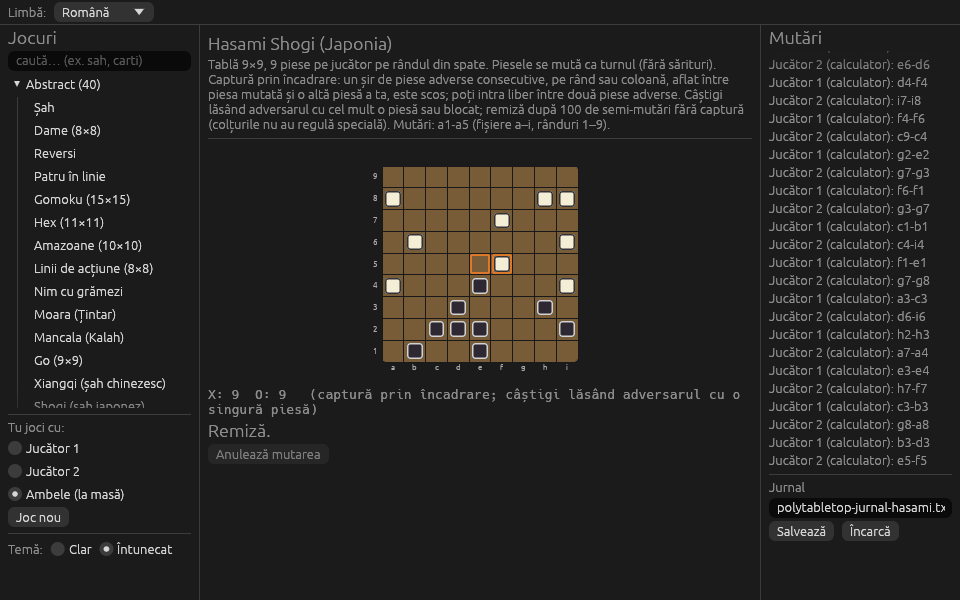 Limbă: Română
Jocuri
caută... (ex. sah, carti)
Abstract (40)
Șah
Dame (8×8)
Reversi
Patru în linie
Gomoku (15×15)
Hex (11×11)
Amazoane (10×10)
Linii de acțiune (8×8)
Nim cu grămezi
Moara (Țintar)
Mancala (Kalah)
Go (9×9)
Xiangqi (șah chinezesc)
Shogi (șah japonez)
Tu joci cu:
Jucător 1
Jucător 2
Ambele (la masă)
Joc nou
Temă: Clar Întunecat
Hasami Shogi (Japonia)
Tablă 9×9, 9 piese pe jucător pe rândul din spate. Piesele se mută ca turnul (fără sărituri).
Captură prin încadrare: un șir de piese adverse consecutive, pe rând sau coloană, aflat între
piesa mutată și o altă piesă a ta, este scos; poți intra liber între două piese adverse. Câștigi
lăsând adversarul cu cel mult o piesă sau blocat; remiză după 100 de semi-mutări fără captură
(colțurile nu au regulă specială). Mutări: a1-a5 (fișiere a–i, rânduri 1–9).
9
8
7
6
5
4
3
2
1
a b c d e f g h i
X: 9 O: 9 (captură prin încadrare; câștigi lăsând adversarul cu o
singură piesă)
Remiză.
Anulează mutarea
Mutări
Jucător 2 (calculator): e6-d6
Jucător 1 (calculator): d4-f4
Jucător 2 (calculator): i7-i8
Jucător 1 (calculator): f4-f6
Jucător 2 (calculator): c9-c4
Jucător 1 (calculator): g2-e2
Jucător 2 (calculator): g7-g3
Jucător 1 (calculator): f6-f1
Jucător 2 (calculator): g3-g7
Jucător 1 (calculator): c1-b1
Jucător 2 (calculator): c4-i4
Jucător 1 (calculator): f1-e1
Jucător 2 (calculator): g7-g8
Jucător 1 (calculator): a3-c3
Jucător 2 (calculator): d6-i6
Jucător 1 (calculator): h2-h3
Jucător 2 (calculator): a7-a4
Jucător 1 (calculator): e3-e4
Jucător 2 (calculator): h7-f7
Jucător 1 (calculator): c3-b3
Jucător 2 (calculator): g8-a8
Jucător 1 (calculator): b3-d3
Jucător 2 (calculator): e5-f5
Jurnal
polytabletop-jurnal-hasami.tx
Salvează Încarcă